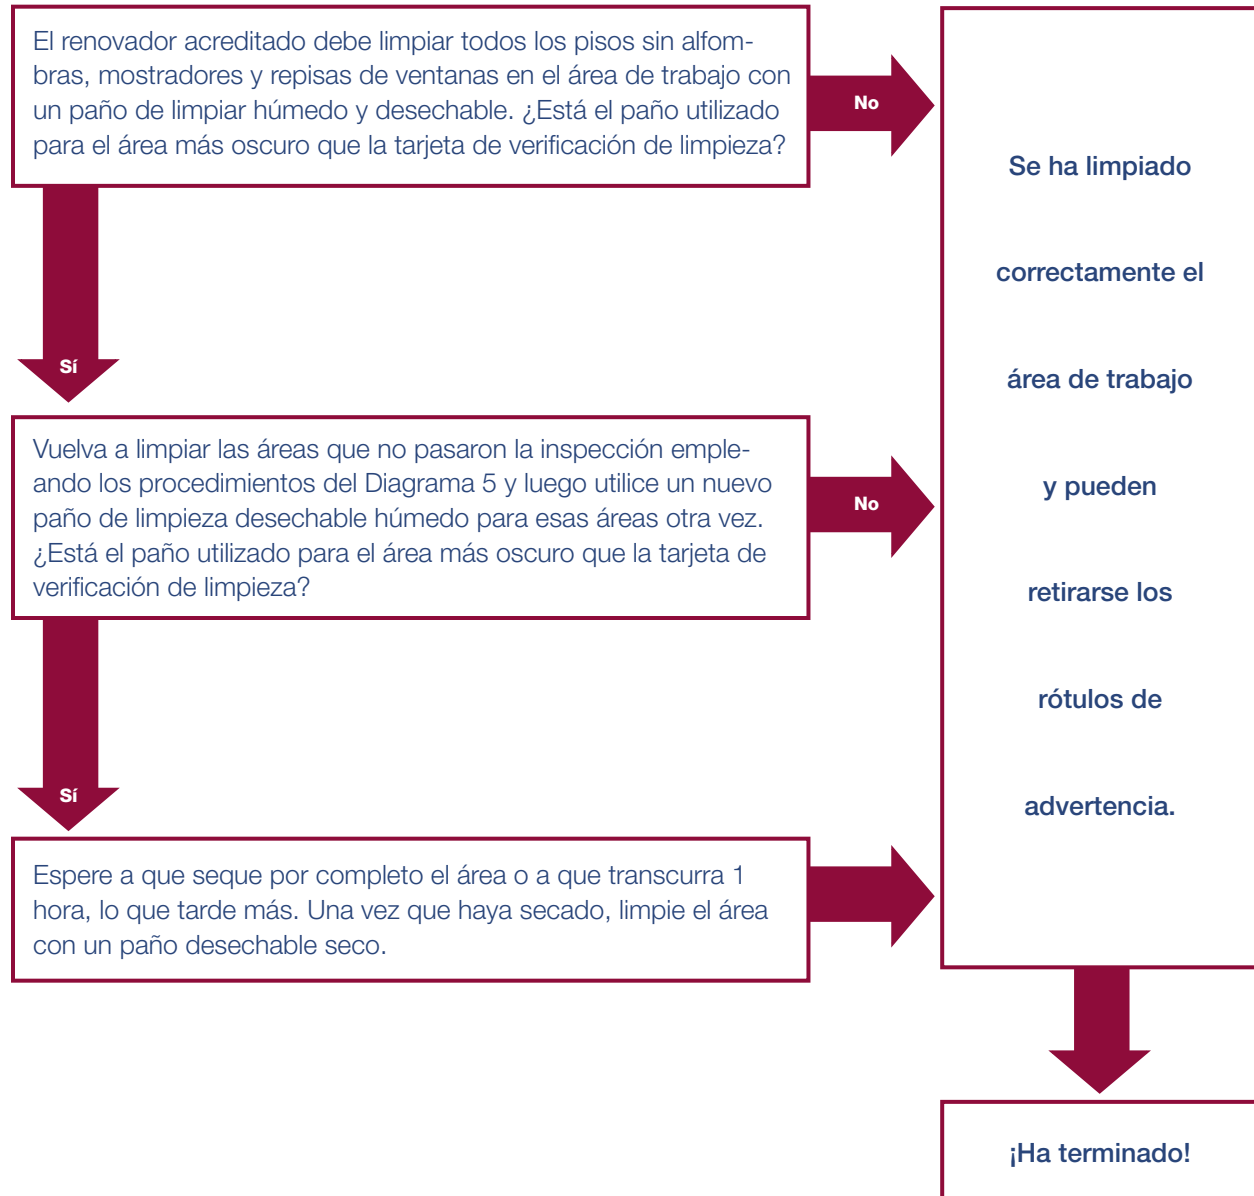 El renovador acreditado debe limpiar todos los pisos sin alfom-
bras, mostradores y repisas de ventanas en el área de trabajo con
un paño de limpiar húmedo y desechable. ¿Está el paño utilizado
para el área más oscuro que la tarjeta de verificación de limpieza?
No
Sí
Vuelva a limpiar las áreas que no pasaron la inspección emple-
ando los procedimientos del Diagrama 5 y luego utilice un nuevo
paño de limpieza desechable húmedo para esas áreas otra vez.
¿Está el paño utilizado para el área más oscuro que la tarjeta de
verificación de limpieza?
No
Sí
Espere a que seque por completo el área o a que transcurra 1
hora, lo que tarde más. Una vez que haya secado, limpie el área
con un paño desechable seco.
Se ha limpiado
correctamente el
área de trabajo
y pueden
retirarse los
rótulos de
advertencia.
¡Ha terminado!